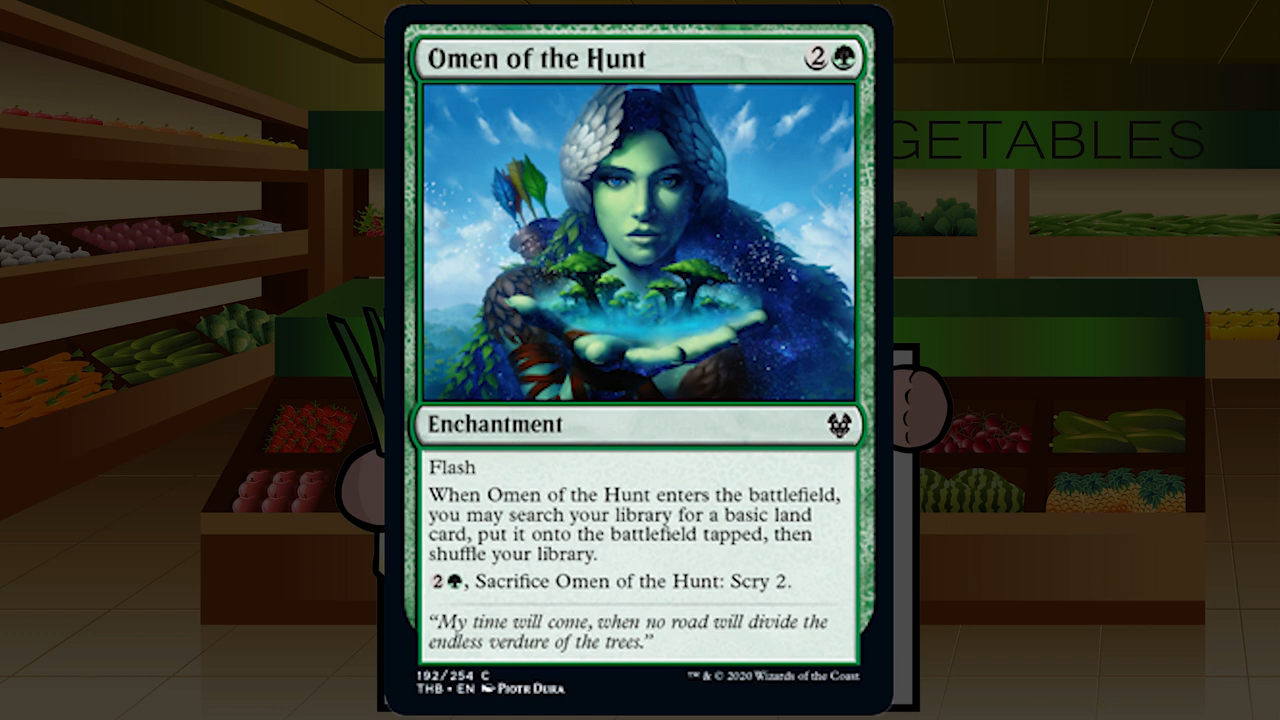 Omen of the Hunt 2
GETABLES
Enchantment
Flash
When Omen of the Hunt enters the battlefield,
you may search your library for a basic land
card, put it onto the battlefield tapped, then
shuffle your library.
2, Sacrifice Omen of the Hunt: Scry 2.
“My time will come, when no road will divide the
endless verdure of the trees.”
192/254 C
THB • EN Piotr Dura
™ & © 2020 Wizards of the Coast